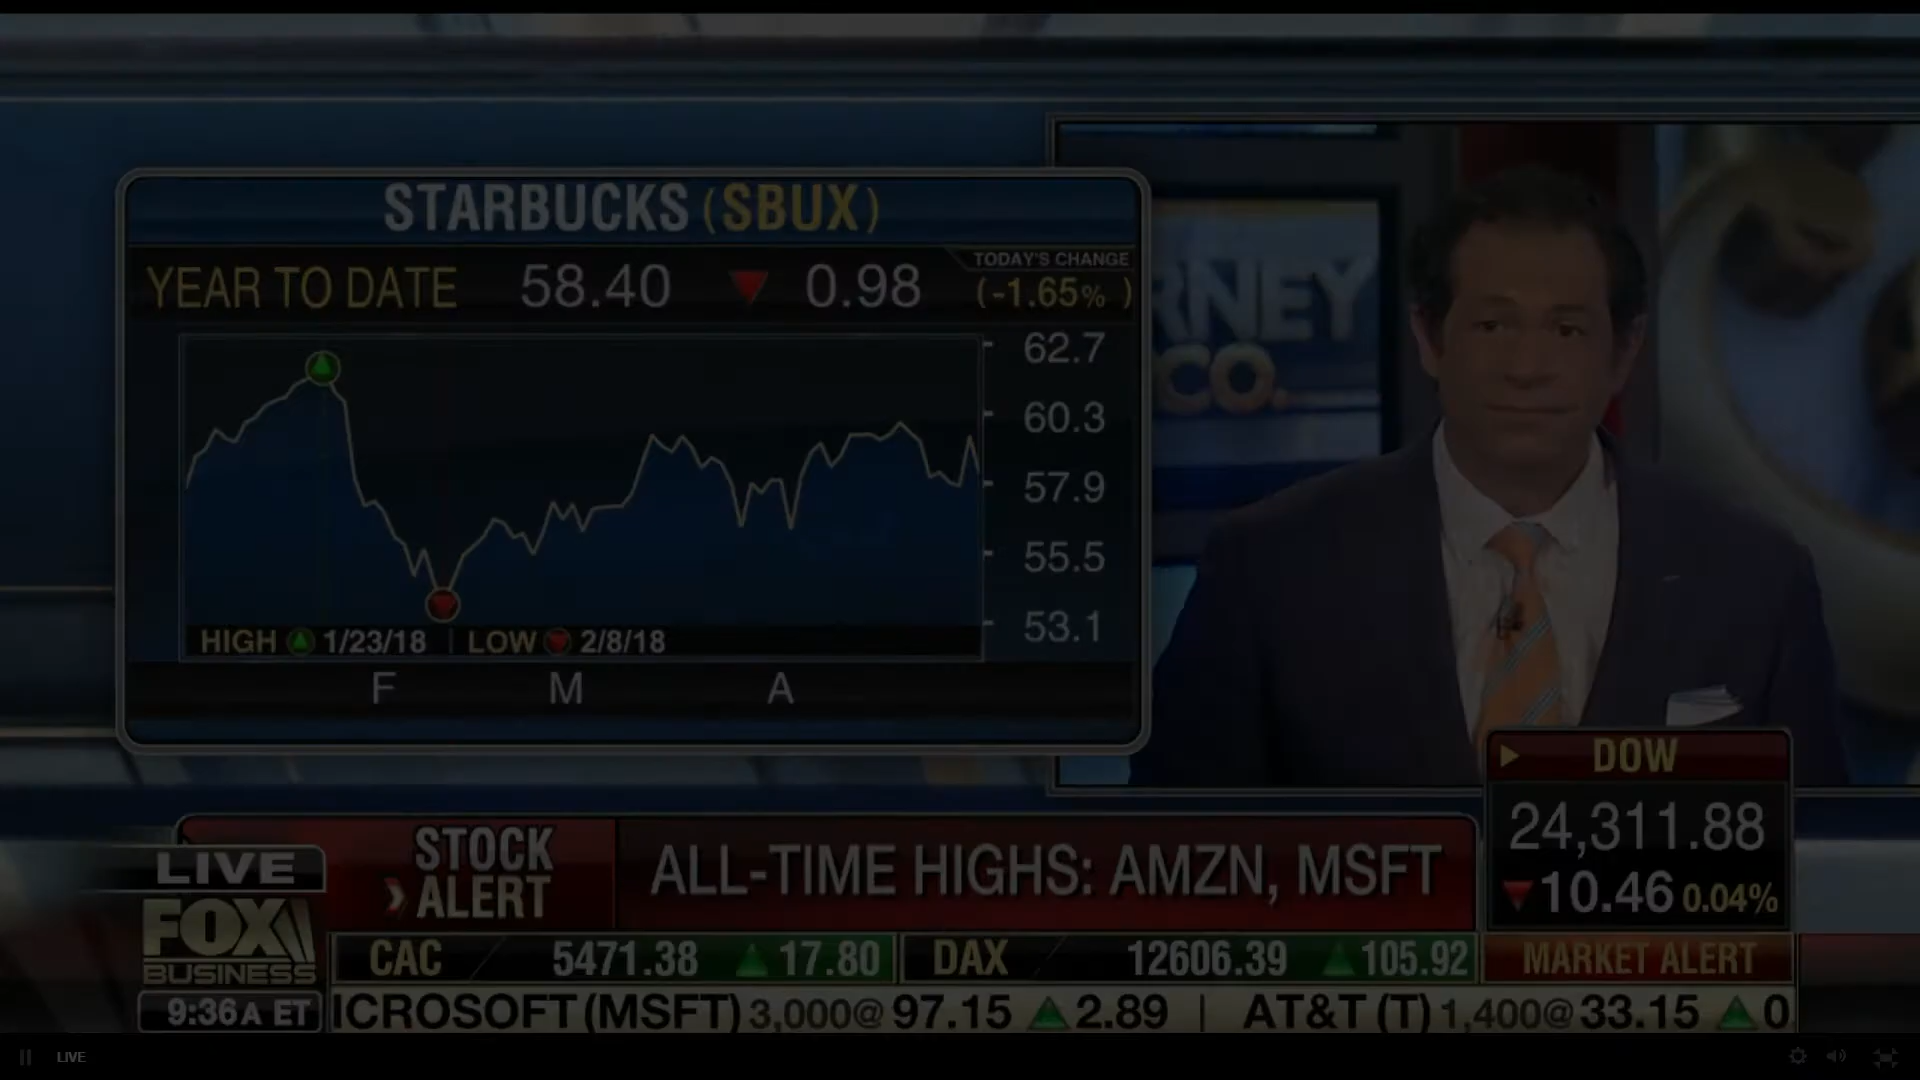 STARBUCKS (SBUX)
YEAR TO DATE 58.40 0.98 TODAY'S CHANGE (-1.65% )
62.7
60.3
57.9
55.5
53.1
HIGH 1/23/18 | LOW 2/8/18
F M A
RNEY
CO.
DOW
24,311.88
10.46 0.04%
MARKET ALERT
STOCK ALERT
ALL-TIME HIGHS: AMZN, MSFT
LIVE
FOX
BUSINESS
9:36A ET
CAC 5471.38 17.80 DAX 12606.39 105.92
ICROSOFT (MSFT) 3,000@ 97.15 2.89 | AT&T (T) 1,400@ 33.15 0
LIVE